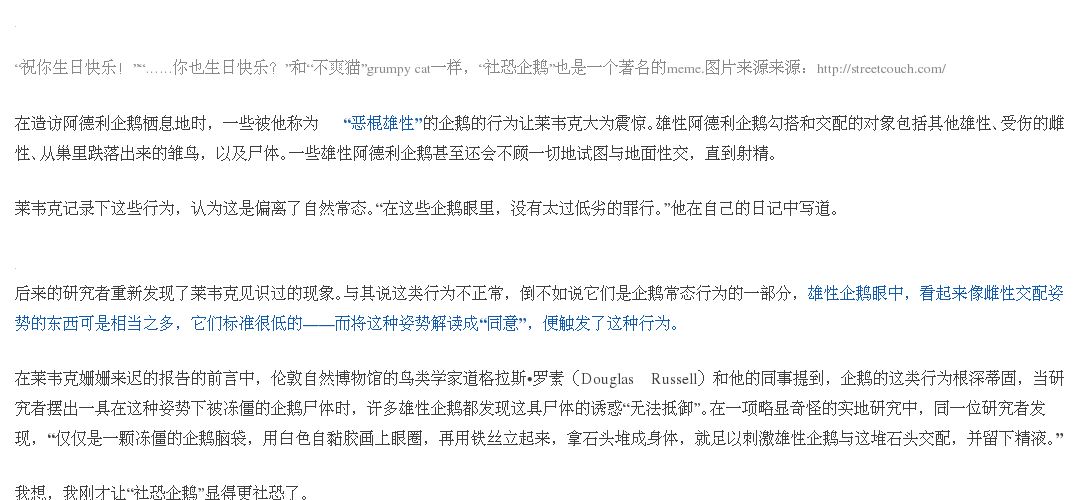 “祝你生日快乐！”“……你也生日快乐？”和“不爽猫”grumpy cat一样，“社恐企鹅”也是一个著名的meme.图片来源来源：http://streetcouch.com/
在造访阿德利企鹅栖息地时，一些被他称为 “恶棍雄性”的企鹅的行为让莱韦克大为震惊。雄性阿德利企鹅勾搭和交配的对象包括其他雄性、受伤的雌
性、从巢里跌落出来的雏鸟，以及尸体。一些雄性阿德利企鹅甚至还会不顾一切地试图与地面性交，直到射精。
莱韦克记录下这些行为，认为这是偏离了自然常态。“在这些企鹅眼里，没有太过低劣的罪行。”他在自己的日记中写道。
后来的研究者重新发现了莱韦克见识过的现象。与其说这类行为不正常，倒不如说它们是企鹅常态行为的一部分，雄性企鹅眼中，看起来像雌性交配姿
势的东西可是相当之多，它们标准很低的——而将这种姿势解读成“同意”，便触发了这种行为。
在莱韦克姗姗来迟的报告的前言中，伦敦自然博物馆的鸟类学家道格拉斯•罗素（Douglas Russell）和他的同事提到，企鹅的这类行为根深蒂固，当研
究者摆出一具在这种姿势下被冻僵的企鹅尸体时，许多雄性企鹅都发现这具尸体的诱惑“无法抵御”。在一项略显奇怪的实地研究中，同一位研究者发
现，“仅仅是一颗冻僵的企鹅脑袋，用白色自黏胶画上眼圈，再用铁丝立起来，拿石头堆成身体，就足以刺激雄性企鹅与这堆石头交配，并留下精液。”
我想，我刚才让“社恐企鹅”显得更社恐了。